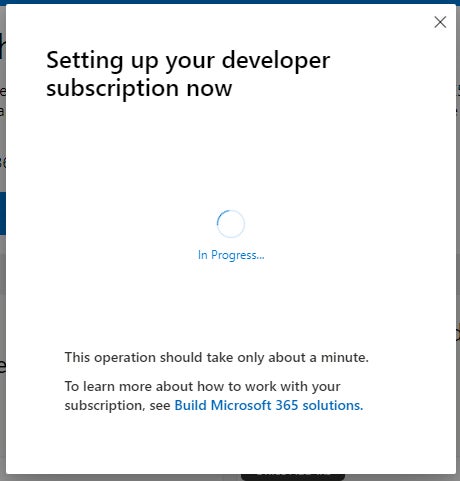 Setting up your developer
subscription now
In Progress...
This operation should take only about a minute.
To learn more about how to work with your
subscription, see Build Microsoft 365 solutions.